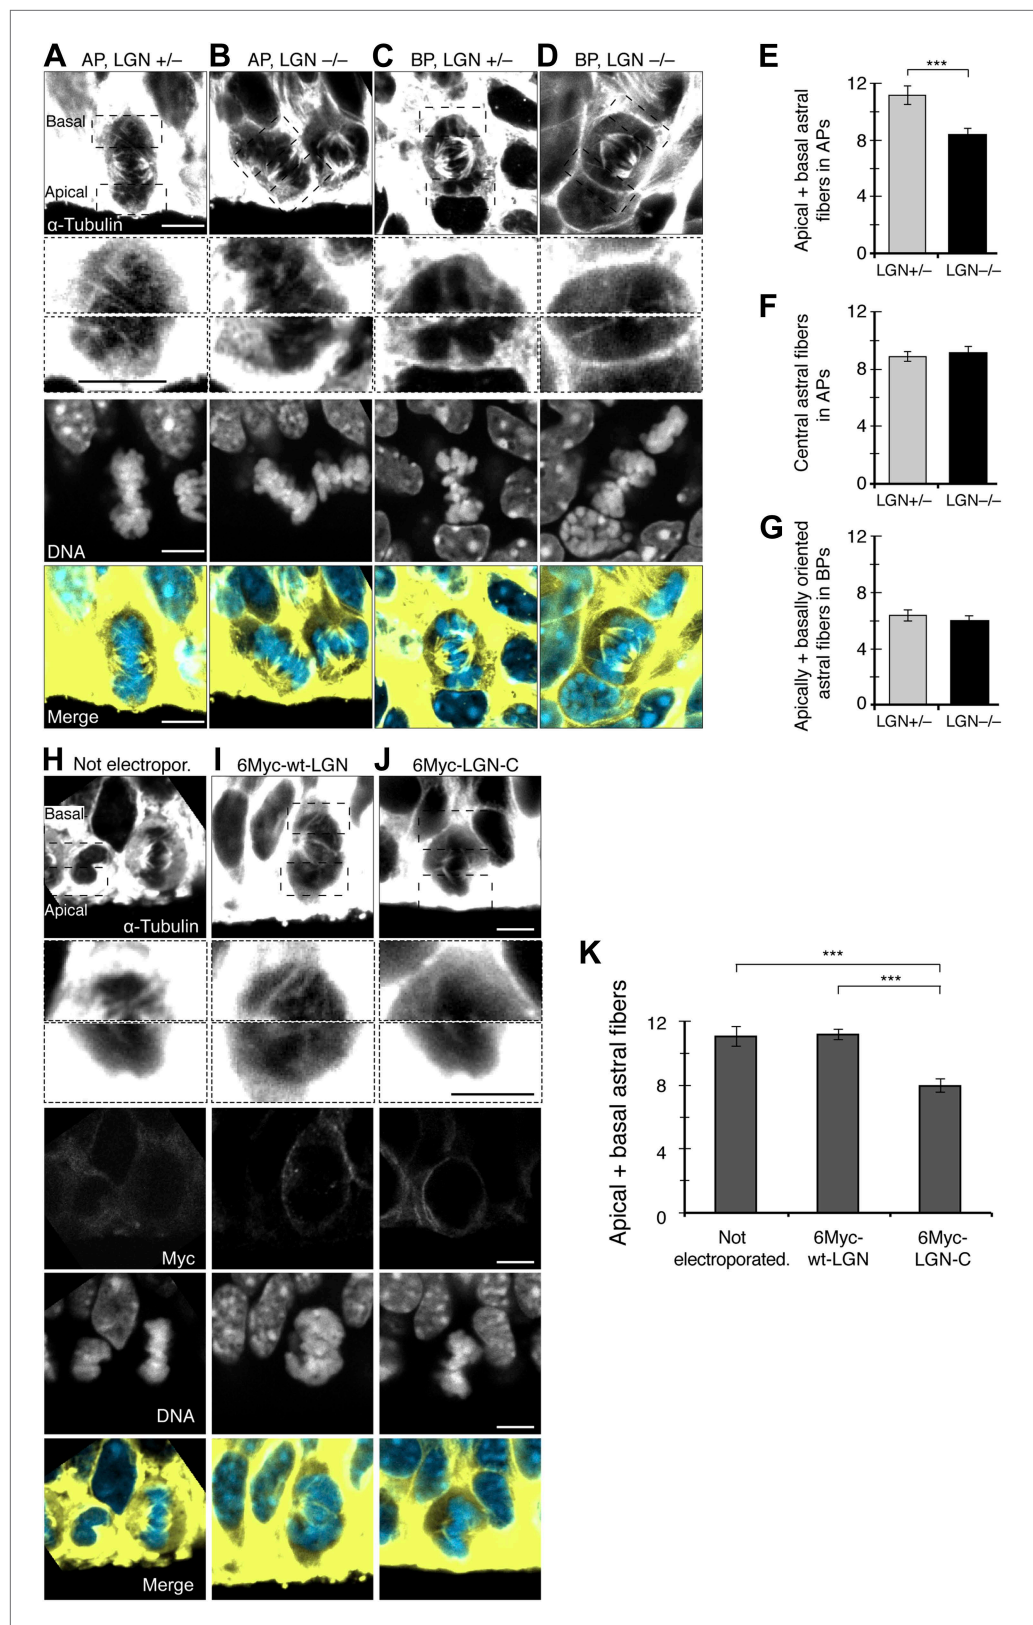 A AP, LGN +/– B AP, LGN –/– C BP, LGN +/– D BP, LGN –/–
Basal
Apical
α-Tubulin
DNA
Merge
E
***
Apical + basal astral
fibers in APs
12
8
4
0
LGN+/– LGN–/–
F
Central astral fibers
in APs
12
8
4
0
LGN+/– LGN–/–
G
Apically + basally oriented
astral fibers in BPs
12
8
4
0
LGN+/– LGN–/–
H Not electropor. I 6Myc-wt-LGN J 6Myc-LGN-C
Basal
Apical
α-Tubulin
Myc
DNA
Merge
K
***
***
Apical + basal astral fibers
12
8
4
0
Not
electroporated.
6Myc-
wt-LGN
6Myc-
LGN-C